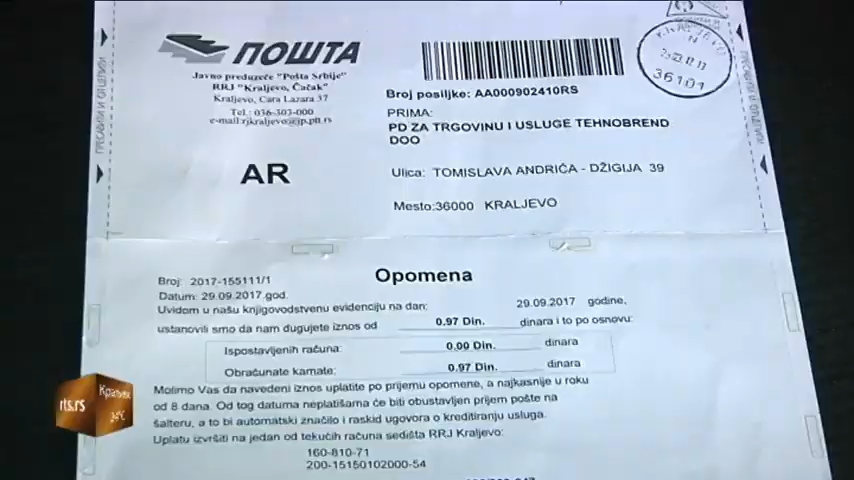 ПОШТА
Javno preduzeće "Pošta Srbije"
RRJ "Kraljevo, Čačak"
Kraljevo, Cara Lazara 37
Tel.: 036-303-000
e-mail:rjkraljevo@jp.ptt.rs
AR
Broj posiljke: AA000902410RS
PRIMA:
PD ZA TRGOVINU I USLUGE TEHNOBREND
DOO
Ulica: TOMISLAVA ANDRIĆA - DŽIGIJA 39
Mesto:36000 KRALJEVO
36101
Opomena
Broj: 2017-155111/1
Datum: 29.09.2017.god.
Uvidom u našu knjigovodstvenu evidenciju na dan: 29.09.2017 godine,
ustanovili smo da nam dugujete iznos od 0.97 Din. dinara i to po osnovu:
Ispostavljenih računa: 0.00 Din. dinara
Obračunate kamate: 0.97 Din. dinara
Molimo Vas da navedeni iznos uplatite po prijemu opomene, a najkasnije u roku
od 8 dana. Od tog datuma neplatišama će biti obustavljen prijem pošte na
šalteru, a to bi automatski značilo i raskid ugovora o kreditiranju usluga.
Uplatu izvršiti na jedan od tekućih računa sedišta RRJ Kraljevo:
160-810-71
200-15150102000-54
rts.rs